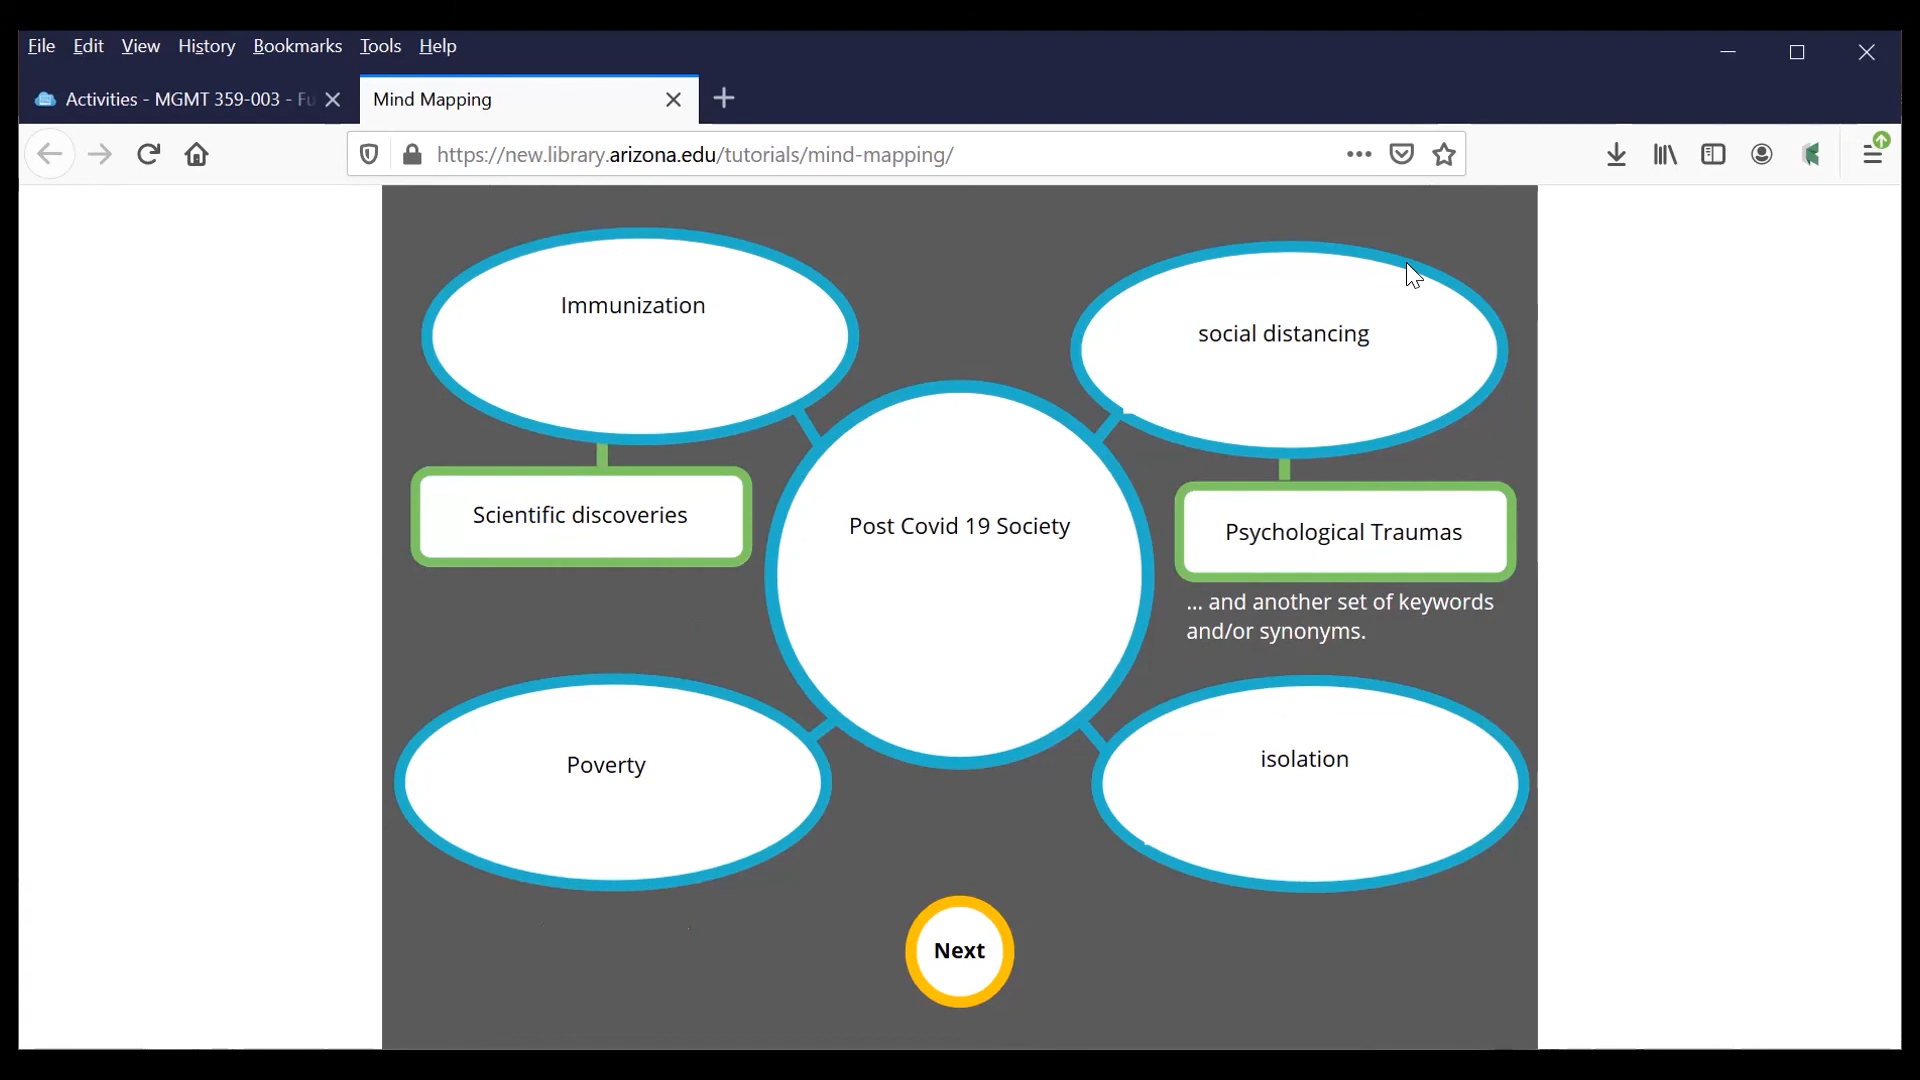 File Edit View History Bookmarks Tools Help
Activities - MGMT 359-003 - Fu
Mind Mapping
https://new.library.arizona.edu/tutorials/mind-mapping/
Immunization
social distancing
Scientific discoveries
Post Covid 19 Society
Psychological Traumas
... and another set of keywords
and/or synonyms.
Poverty
isolation
Next